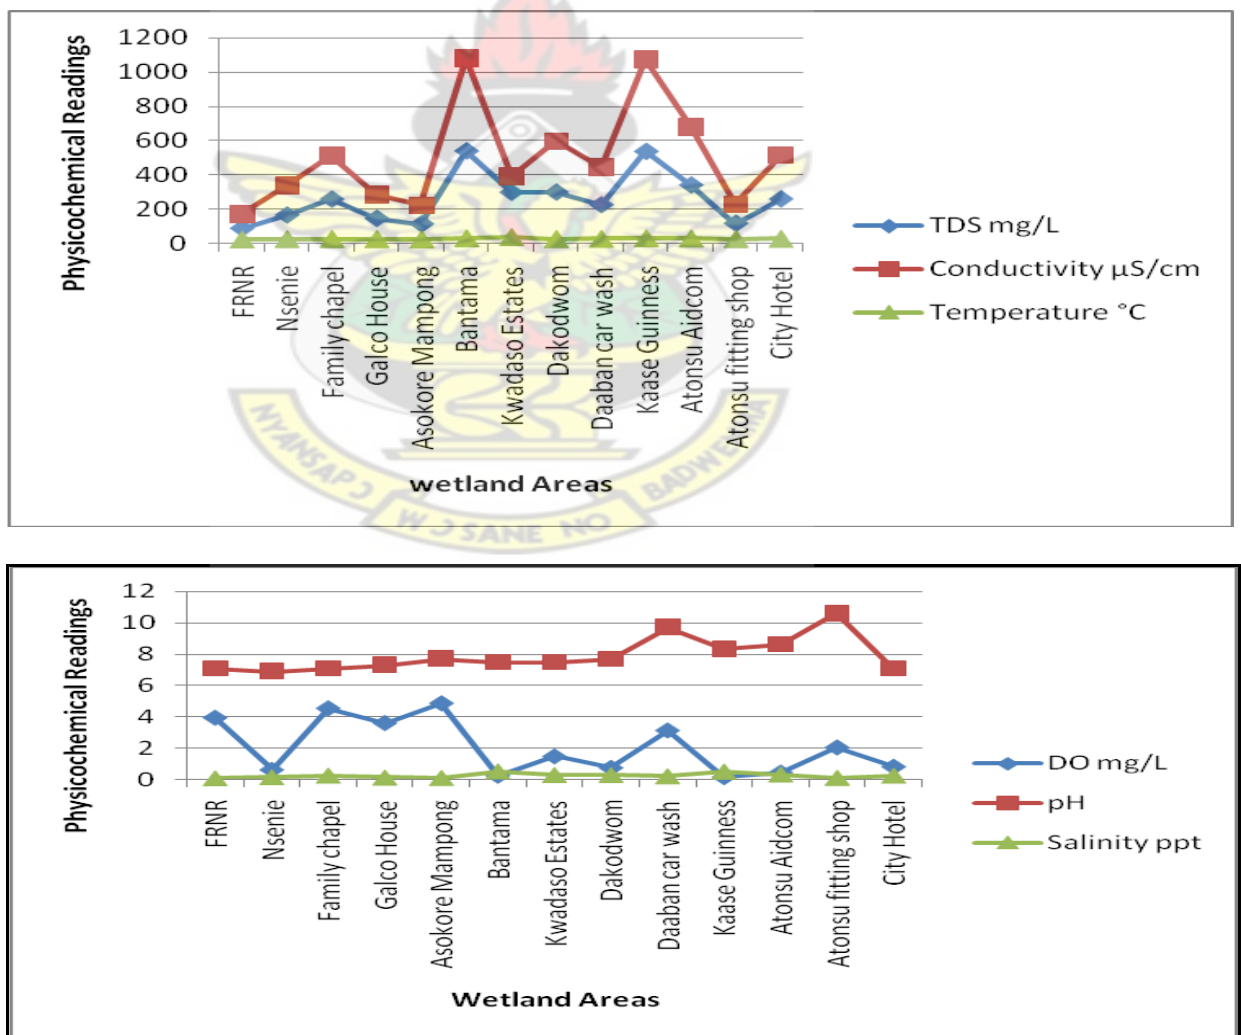 Physicochemical Readings
1200
1000
800
600
400
200
0
FRNR
Nsenie
Family chapel
Galco House
Asokore Mampong
Bantama
Kwadaso Estates
Dakodwom
Daaban car wash
Kaase Guinness
Atonsu Aidcom
Atonsu fitting shop
City Hotel
wetland Areas
TDS mg/L
Conductivity µS/cm
Temperature °C
NYANSAPƆ
WƆSANE NO
BADWENMA
Physicochemical Readings
12
10
8
6
4
2
0
FRNR
Nsenie
Family chapel
Galco House
Asokore Mampong
Bantama
Kwadaso Estates
Dakodwom
Daaban car wash
Kaase Guinness
Atonsu Aidcom
Atonsu fitting shop
City Hotel
Wetland Areas
DO mg/L
pH
Salinity ppt